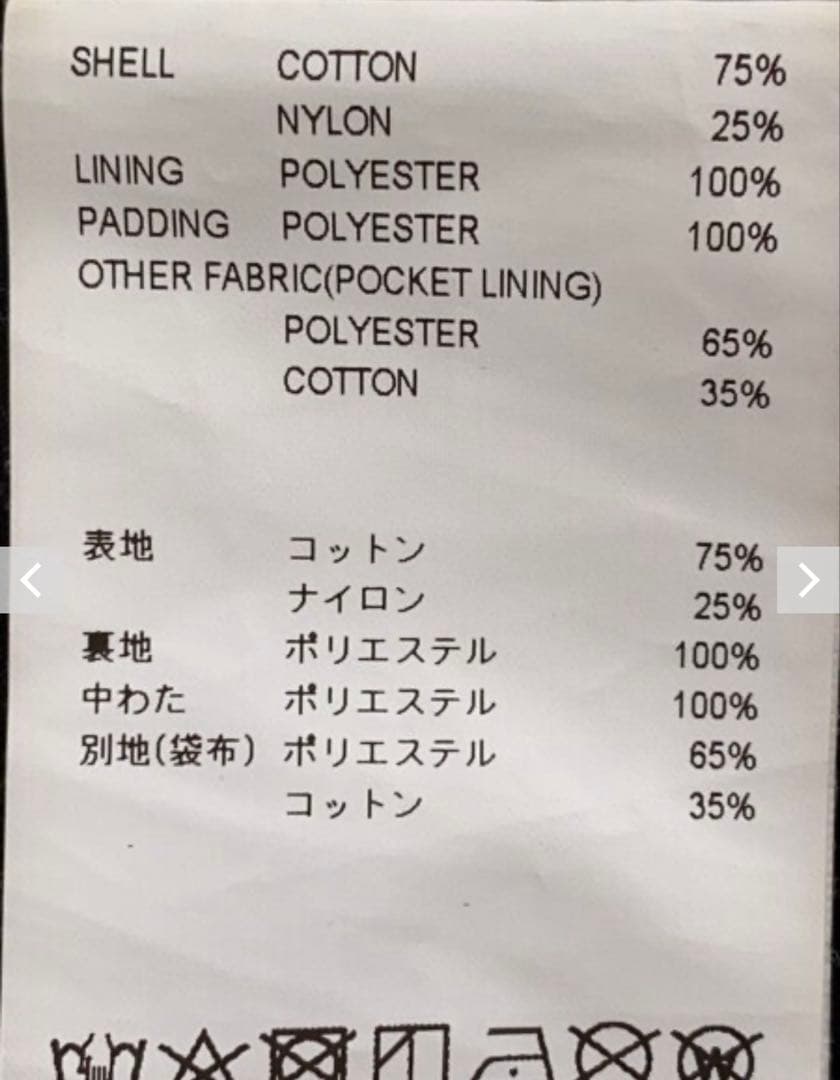 SHELL COTTON 75%
NYLON 25%
LINING POLYESTER 100%
PADDING POLYESTER 100%
OTHER FABRIC(POCKET LINING)
POLYESTER 65%
COTTON 35%
表地 コットン 75%
ナイロン 25%
裏地 ポリエステル 100%
中わた ポリエステル 100%
別地(袋布) ポリエステル 65%
コットン 35%
W